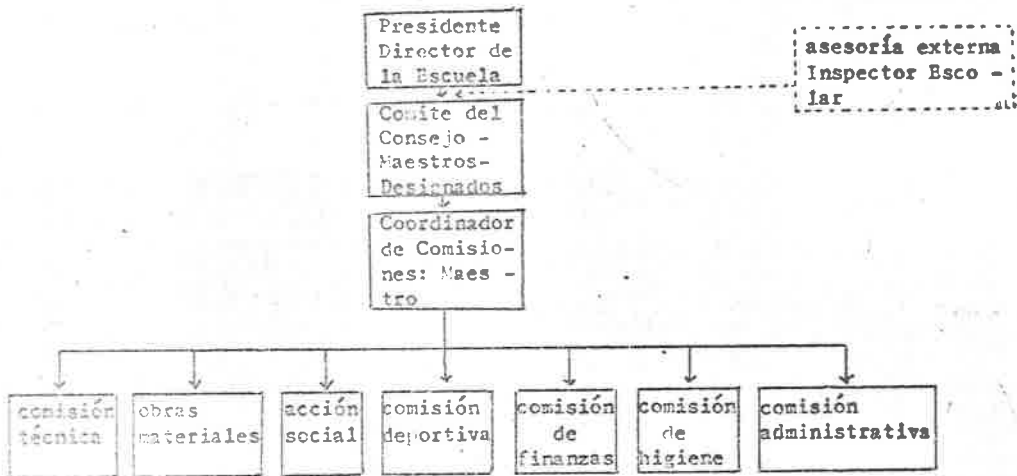 Presidente
Director de
la Escuela
asesoría externa
Inspector Esco -
lar
Comite del
Consejo -
Maestros-
Designados
Coordinador
de Comisio-
nes: Maes -
tro
comisión
técnica
obras
materiales
acción
social
comisión
deportiva
comisión
de
finanzas
comisión
de
higiene
comisión
administrativa